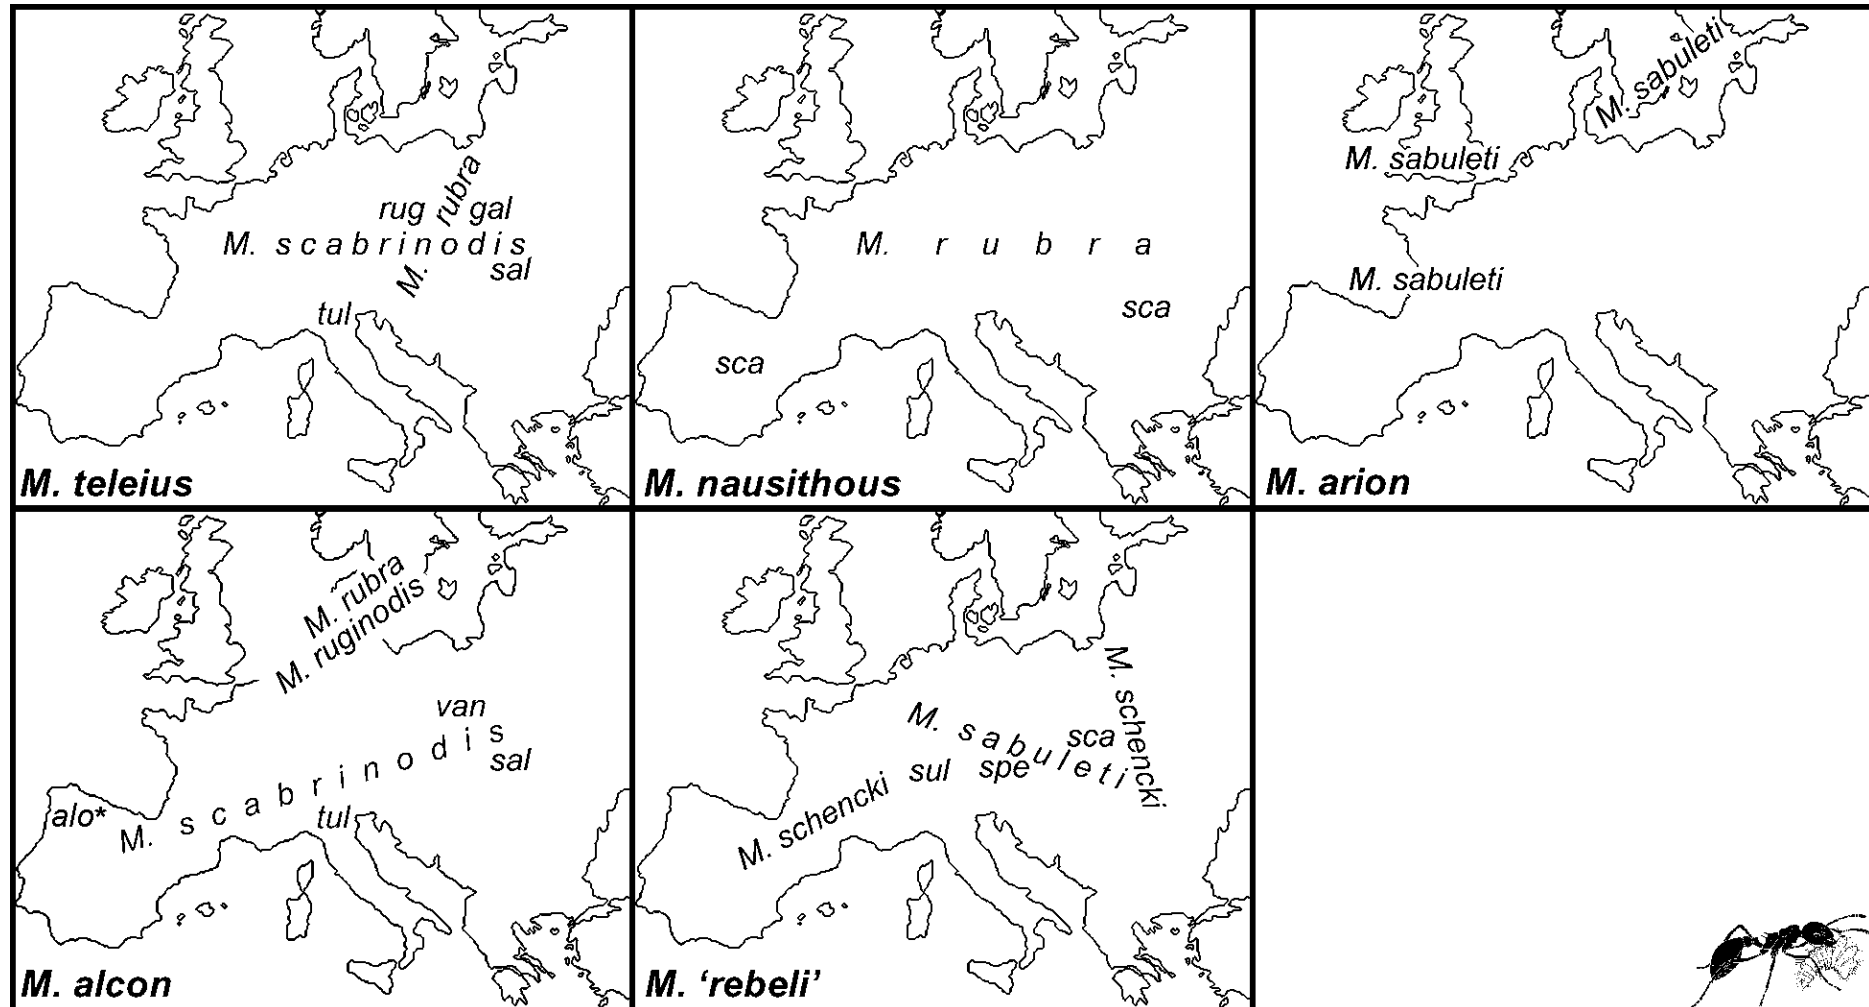 M. rubra
rug gal
M. scabrinodis
sal
tul
M. teleius
M. rubra
sca
sca
M. nausithous
M. sabuleti
M. sabuleti
M. sabuleti
M. arion
M. rubra
M. ruginodis
van
M. scabrinodis
sal
alo*
tul
M. alcon
M. schencki
M. sabuleti
sca
sul spe
M. schencki
M. ‘rebeli’